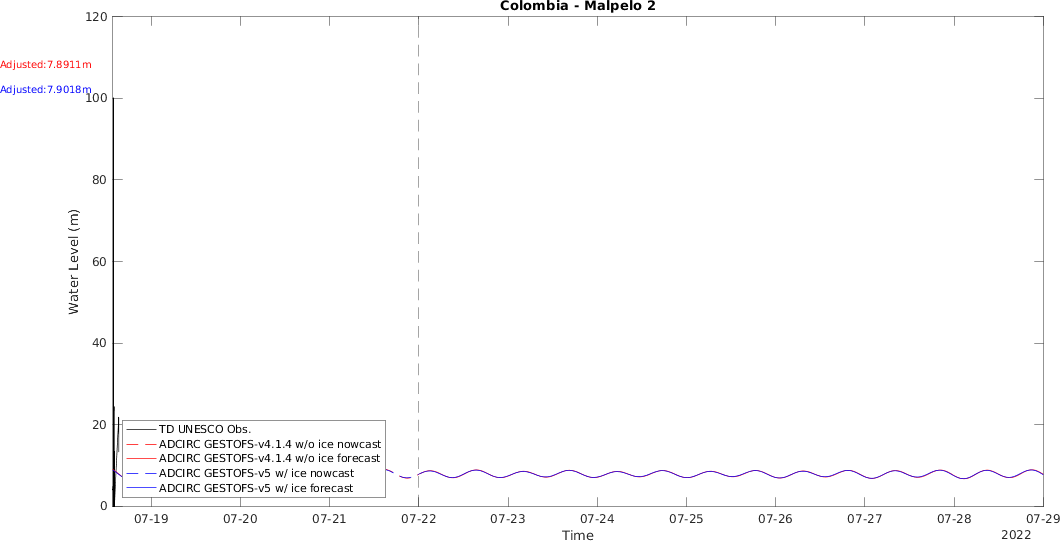 Colombia - Malpelo 2
Adjusted:7.8911m
Adjusted:7.9018m
Water Level (m)
120
100
80
60
40
20
0
TD UNESCO Obs.
ADCIRC GESTOFS-v4.1.4 w/o ice nowcast
ADCIRC GESTOFS-v4.1.4 w/o ice forecast
ADCIRC GESTOFS-v5 w/ ice nowcast
ADCIRC GESTOFS-v5 w/ ice forecast
07-19 07-20 07-21 07-22 07-23 07-24 07-25 07-26 07-27 07-28 07-29
Time
2022